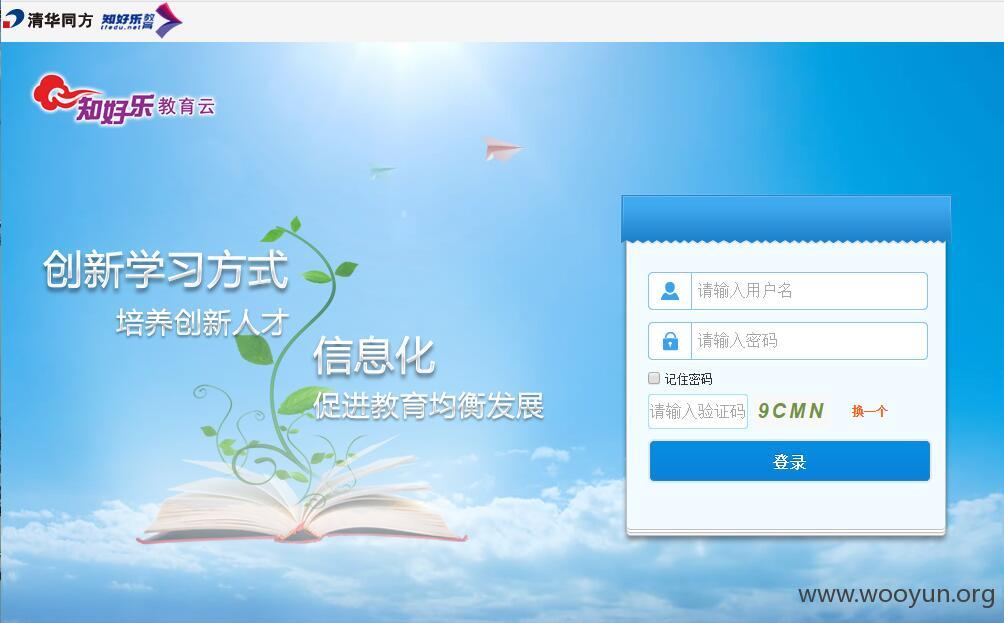 清华同方 知好乐教育
ifedu.net
知好乐教育云
创新学习方式
培养创新人才
信息化
促进教育均衡发展
请输入用户名
请输入密码
记住密码
请输入验证码 9CMN 换一个
登录
www.wooyun.org